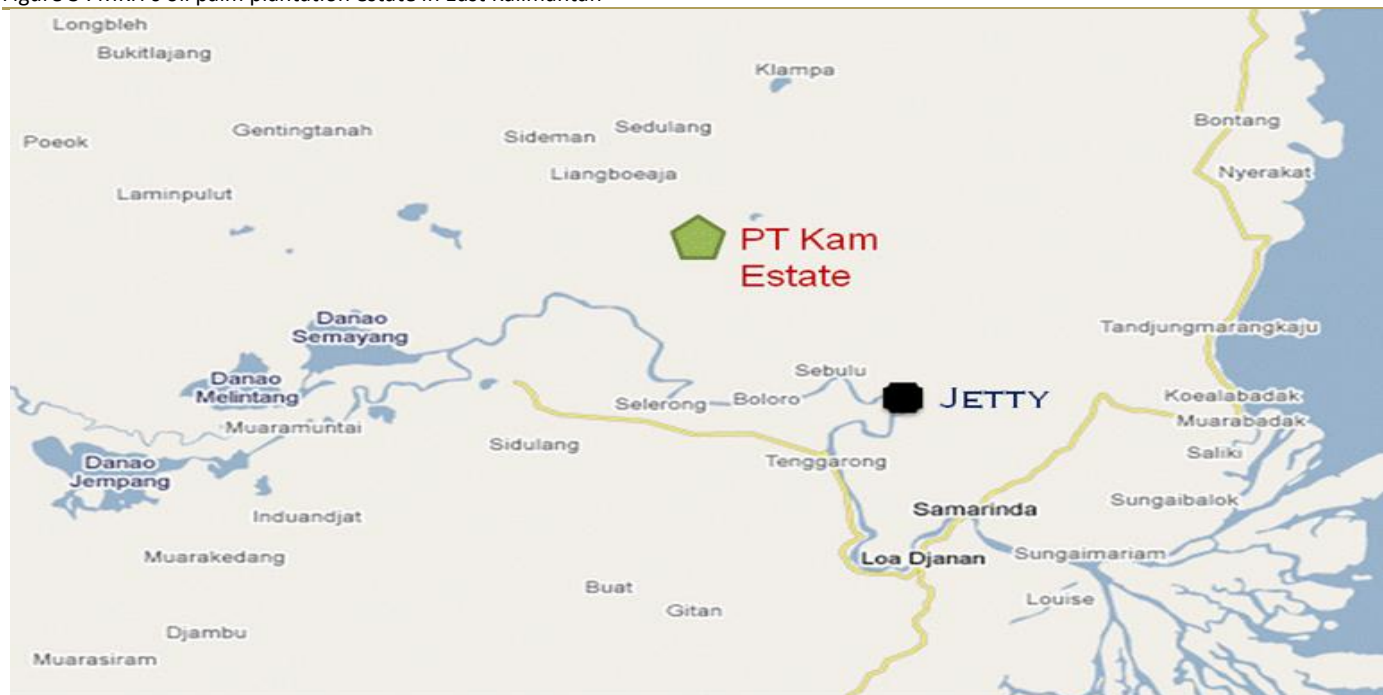 Longbleh
Bukitlajang
Klampa
Poeok
Gentingtanah
Sideman
Sedulang
Bontang
Liangboeaja
Nyerakat
Laminpulut
PT Kam
Estate
Danao
Semayang
Tandjungmarangkaju
Danao
Melintang
Sebulu
Selerong
Boloro
JETTY
Koealabadak
Muarabadak
Muaramuntai
Sidulang
Tenggarong
Saliki
Danao
Jempang
Samarinda
Sungaibalok
Induandjat
Muarakedang
Loa Djanan
Sungaimariam
Buat
Gitan
Louise
Djambu
Muarasiram